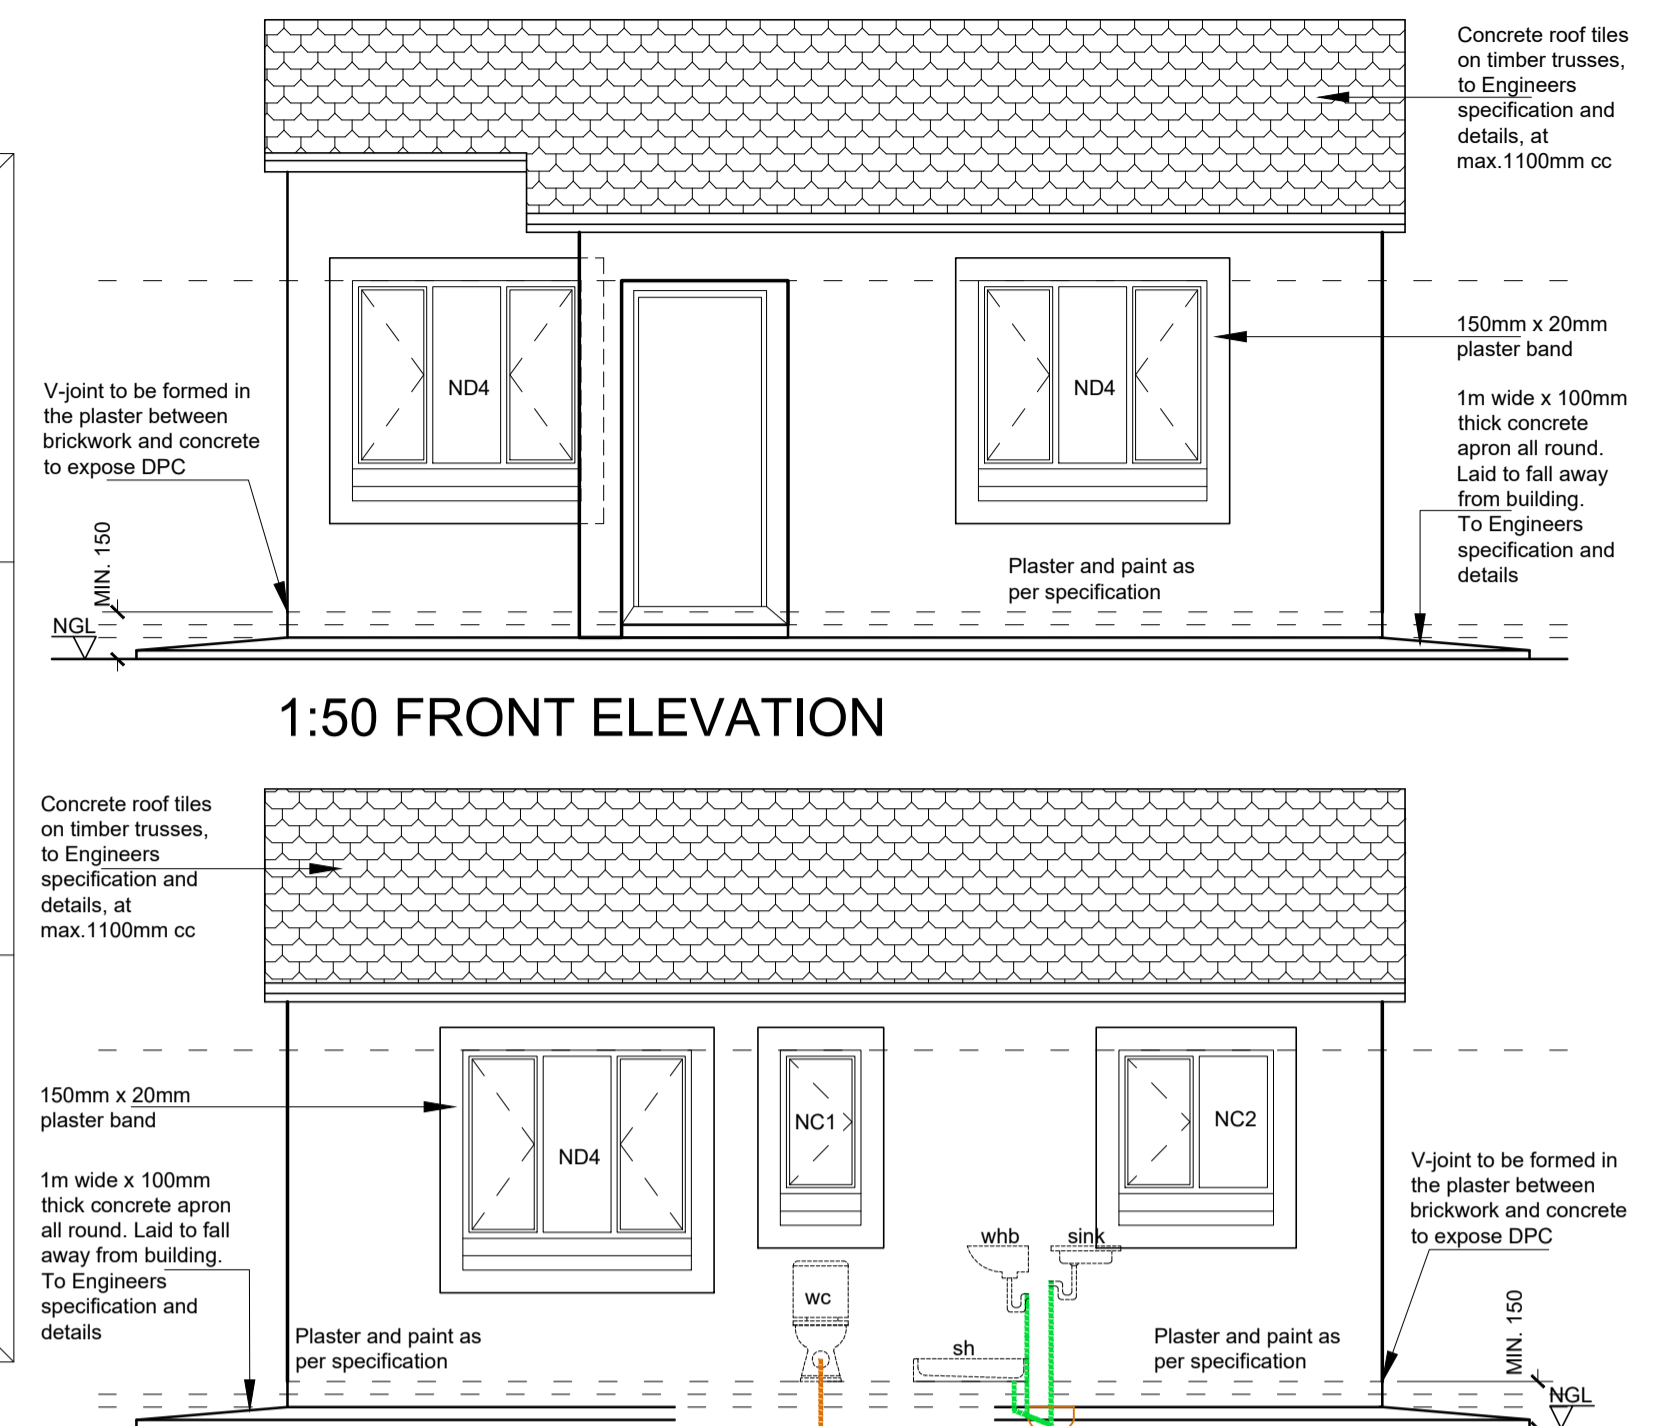 Concrete roof tiles
on timber trusses,
to Engineers
specification and
details, at
max.1100mm cc
150mm x 20mm
plaster band
V-joint to be formed in
the plaster between
brickwork and concrete
to expose DPC
ND4
ND4
1m wide x 100mm
thick concrete
apron all round.
Laid to fall away
from building.
To Engineers
specification and
details
MIN. 150
Plaster and paint as
per specification
NGL
1:50 FRONT ELEVATION
Concrete roof tiles
on timber trusses,
to Engineers
specification and
details, at
max.1100mm cc
150mm x 20mm
plaster band
ND4
NC1
NC2
1m wide x 100mm
thick concrete apron
all round. Laid to fall
away from building.
To Engineers
specification and
details
V-joint to be formed in
the plaster between
brickwork and concrete
to expose DPC
whb
sink
wc
sh
Plaster and paint as
per specification
Plaster and paint as
per specification
MIN. 150
NGL